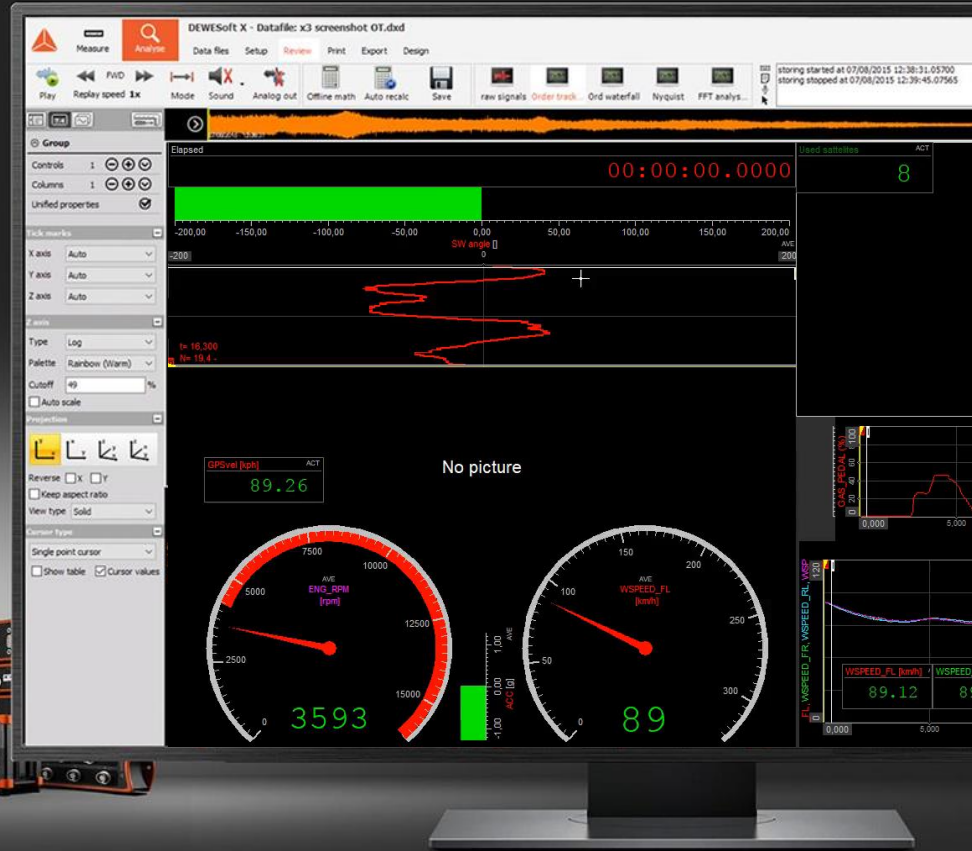 DEWESoft X - Datafile: x3 screenshot OT.dxd
Measure
Analyse
Data files Setup Review Print Export Design
Play
FWD
Replay speed 1x
Mode
Sound
Analog out
Offline math
Auto recalc
Save
raw signals
Order track...
Ord waterfall
Nyquist
FFT analys...
storing started at 07/08/2015 12:38:31.05700
storing stopped at 07/08/2015 12:39:45.07565
Group
Controls 1
Columns 1
Unified properties
Tick marks
X axis Auto
Y axis Auto
Z axis Auto
Z axis
Type Log
Palette Rainbow (Warm)
Cutoff 49 %
Auto scale
Projection
Reverse X Y
Keep aspect ratio
View type Solid
Cursor type
Single point cursor
Show table Cursor values
Elapsed
00:00:00.0000
-200,00 -150,00 -100,00 -50,00 0,00 50,00 100,00 150,00 200,00
SW angle []
AVE
-200 0 200
t= 16,300
N= 19,4 -
Used sattelites ACT
8
No picture
GPSvel [kph] ACT
89.26
AVE
ENG_RPM
[rpm]
0 2500 5000 7500 10000 12500 15000
3593
-1,00 0,00 1,00
ACC [g] AVE
AVE
WSPEED_FL
[km/h]
0 50 100 150 200 250 300
89
GAS_PEDAL (%)
0 20 40 60 100
0,000 5,000
FL, WSPEED_FR, WSPEED_RL, WSP
0 120
WSPEED_FL [km/h]
89.12
WSPEED
0,000 5,000